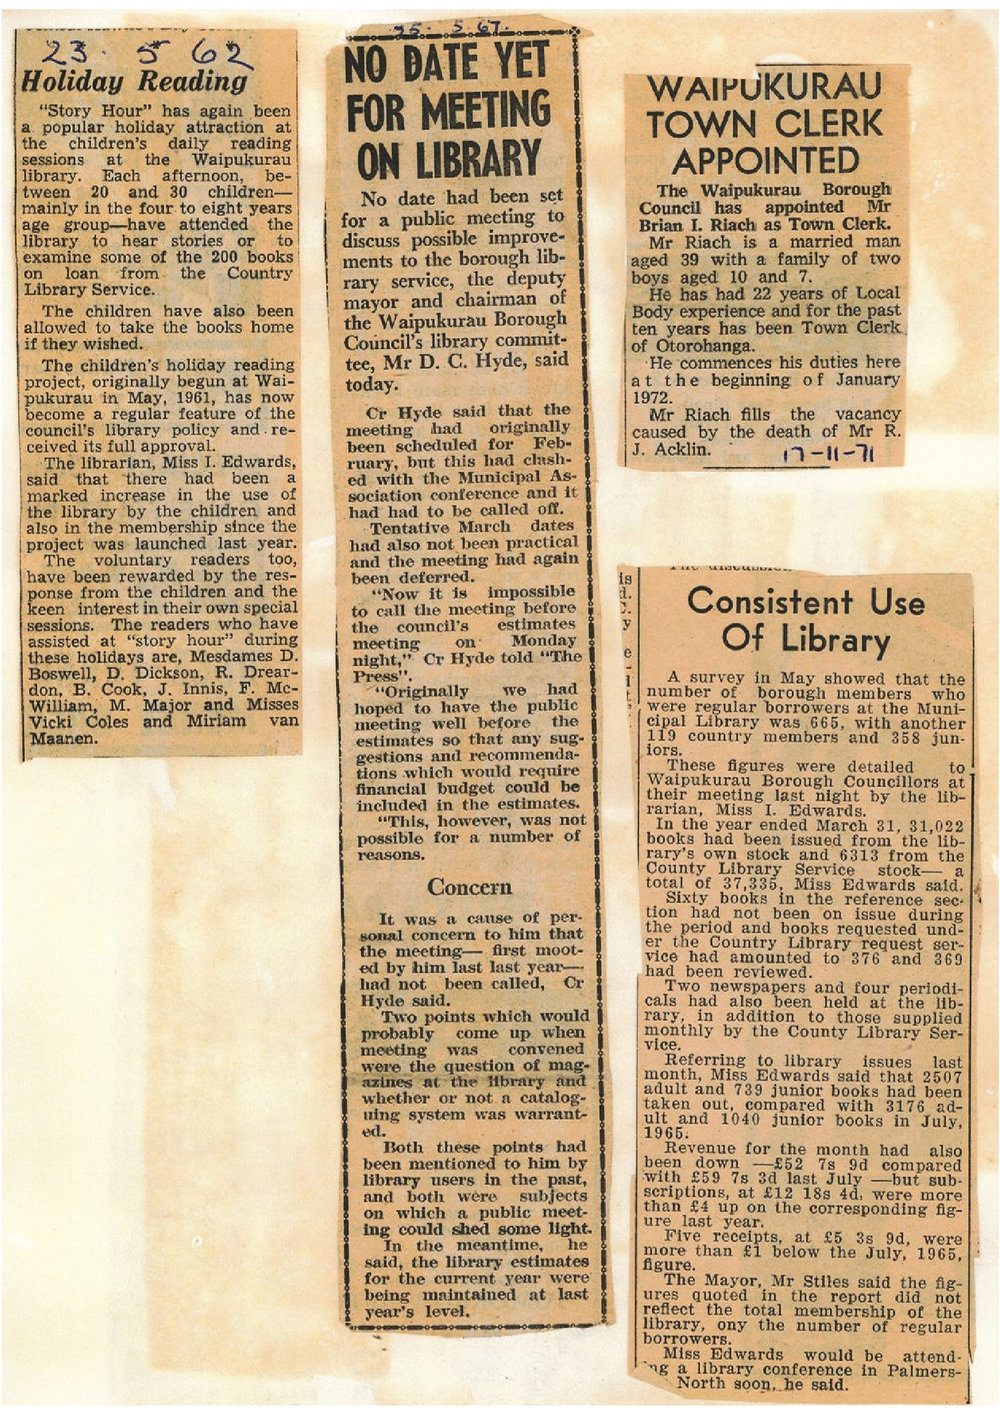 23. 5 62
Holiday Reading
"Story Hour" has again been
a popular holiday attraction at
the children's daily reading
sessions at the Waipukurau
library. Each afternoon, be-
tween 20 and 30 children—
mainly in the four to eight years
age group—have attended the
library to hear stories or to
examine some of the 200 books
on loan from the Country
Library Service.
The children have also been
allowed to take the books home
if they wished.
The children's holiday reading
project, originally begun at Wai-
pukurau in May, 1961, has now
become a regular feature of the
council's library policy and re-
ceived its full approval.
The librarian, Miss I. Edwards,
said that there had been a
marked increase in the use of
the library by the children and
also in the membership since the
project was launched last year.
The voluntary readers too,
have been rewarded by the res-
ponse from the children and the
keen interest in their own special
sessions. The readers who have
assisted at "story hour" during
these holidays are, Mesdames D.
Boswell, D. Dickson, R. Drear-
don, B. Cook, J. Innis, F. Mc-
William, M. Major and Misses
Vicki Coles and Miriam van
Maanen.
25. 5 67.
NO DATE YET
FOR MEETING
ON LIBRARY
No date had been set
for a public meeting to
discuss possible improve-
ments to the borough lib-
rary service, the deputy
mayor and chairman of
the Waipukurau Borough
Council's library commit-
tee, Mr D. C. Hyde, said
today.
Cr Hyde said that the
meeting had originally
been scheduled for Feb-
ruary, but this had clash-
ed with the Municipal As-
sociation conference and it
had had to be called off.
Tentative March dates
had also not been practical
and the meeting had again
been deferred.
"Now it is impossible
to call the meeting before
the council's estimates
meeting on Monday
night," Cr Hyde told "The
Press".
"Originally we had
hoped to have the public
meeting well before the
estimates so that any sug-
gestions and recommenda-
tions which would require
financial budget could be
included in the estimates.
"This, however, was not
possible for a number of
reasons.
Concern
It was a cause of per-
sonal concern to him that
the meeting— first moot-
ed by him last last year—
had not been called, Cr
Hyde said.
Two points which would
probably come up when
meeting was convened
were the question of mag-
azines at the library and
whether or not a catalog-
uing system was warrant-
ed.
Both these points had
been mentioned to him by
library users in the past,
and both were subjects
on which a public meet-
ing could shed some light.
In the meantime, he
said, the library estimates
for the current year were
being maintained at last
year's level.
WAIPUKURAU
TOWN CLERK
APPOINTED
The Waipukurau Borough
Council has appointed Mr
Brian I. Riach as Town Clerk.
Mr Riach is a married man
aged 39 with a family of two
boys aged 10 and 7.
He has had 22 years of Local
Body experience and for the past
ten years has been Town Clerk
of Otorohanga.
He commences his duties here
at the beginning of January
1972.
Mr Riach fills the vacancy
caused by the death of Mr R.
J. Acklin.
17-11-71
Consistent Use
Of Library
A survey in May showed that the
number of borough members who
were regular borrowers at the Muni-
cipal Library was 665, with another
119 country members and 358 jun-
iors.
These figures were detailed to
Waipukurau Borough Councillors at
their meeting last night by the lib-
rarian, Miss I. Edwards.
In the year ended March 31, 31,022
books had been issued from the lib-
rary's own stock and 6313 from the
County Library Service stock— a
total of 37,335, Miss Edwards said.
Sixty books in the reference sec-
tion had not been on issue during
the period and books requested und-
er the Country Library request ser-
vice had amounted to 376 and 369
had been reviewed.
Two newspapers and four periodi-
cals had also been held at the lib-
rary, in addition to those supplied
monthly by the County Library Ser-
vice.
Referring to library issues last
month, Miss Edwards said that 2507
adult and 739 junior books had been
taken out, compared with 3176 ad-
ult and 1040 junior books in July,
1965.
Revenue for the month had also
been down —£52 7s 9d compared
with £59 7s 3d last July —but sub-
scriptions, at £12 18s 4d, were more
than £4 up on the corresponding fig-
ure last year.
Five receipts, at £5 3s 9d, were
more than £1 below the July, 1965,
figure.
The Mayor, Mr Stiles said the fig-
ures quoted in the report did not
reflect the total membership of the
library, ony the number of regular
borrowers.
Miss Edwards would be attend-
ng a library conference in Palmers-
North soon, he said.